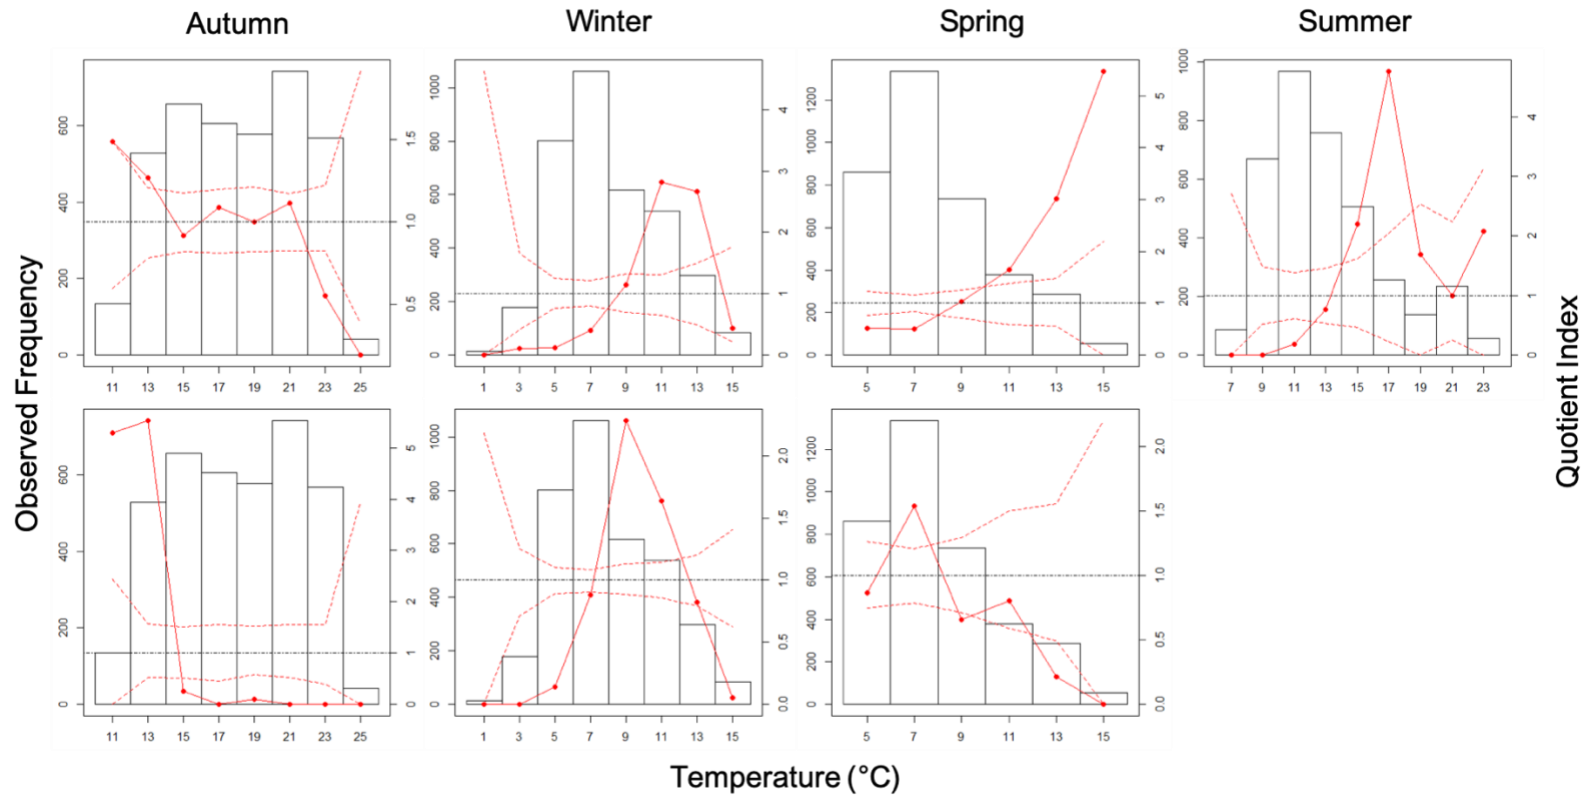 Autumn Winter Spring Summer
Observed Frequency
0 200 400 600
0.5 1.0 1.5
11 13 15 17 19 21 23 25
0 200 400 600 800 1000
0 1 2 3 4
1 3 5 7 9 11 13 15
0 200 400 600 800 1000 1200
0 1 2 3 4 5
5 7 9 11 13 15
0 200 400 600 800 1000
0 1 2 3 4
7 9 11 13 15 17 19 21 23
0 200 400 600
0 1 2 3 4 5
11 13 15 17 19 21 23 25
0 200 400 600 800 1000
0.0 0.5 1.0 1.5 2.0
1 3 5 7 9 11 13 15
0 200 400 600 800 1000 1200
0.0 0.5 1.0 1.5 2.0
5 7 9 11 13 15
Quotient Index
Temperature (°C)